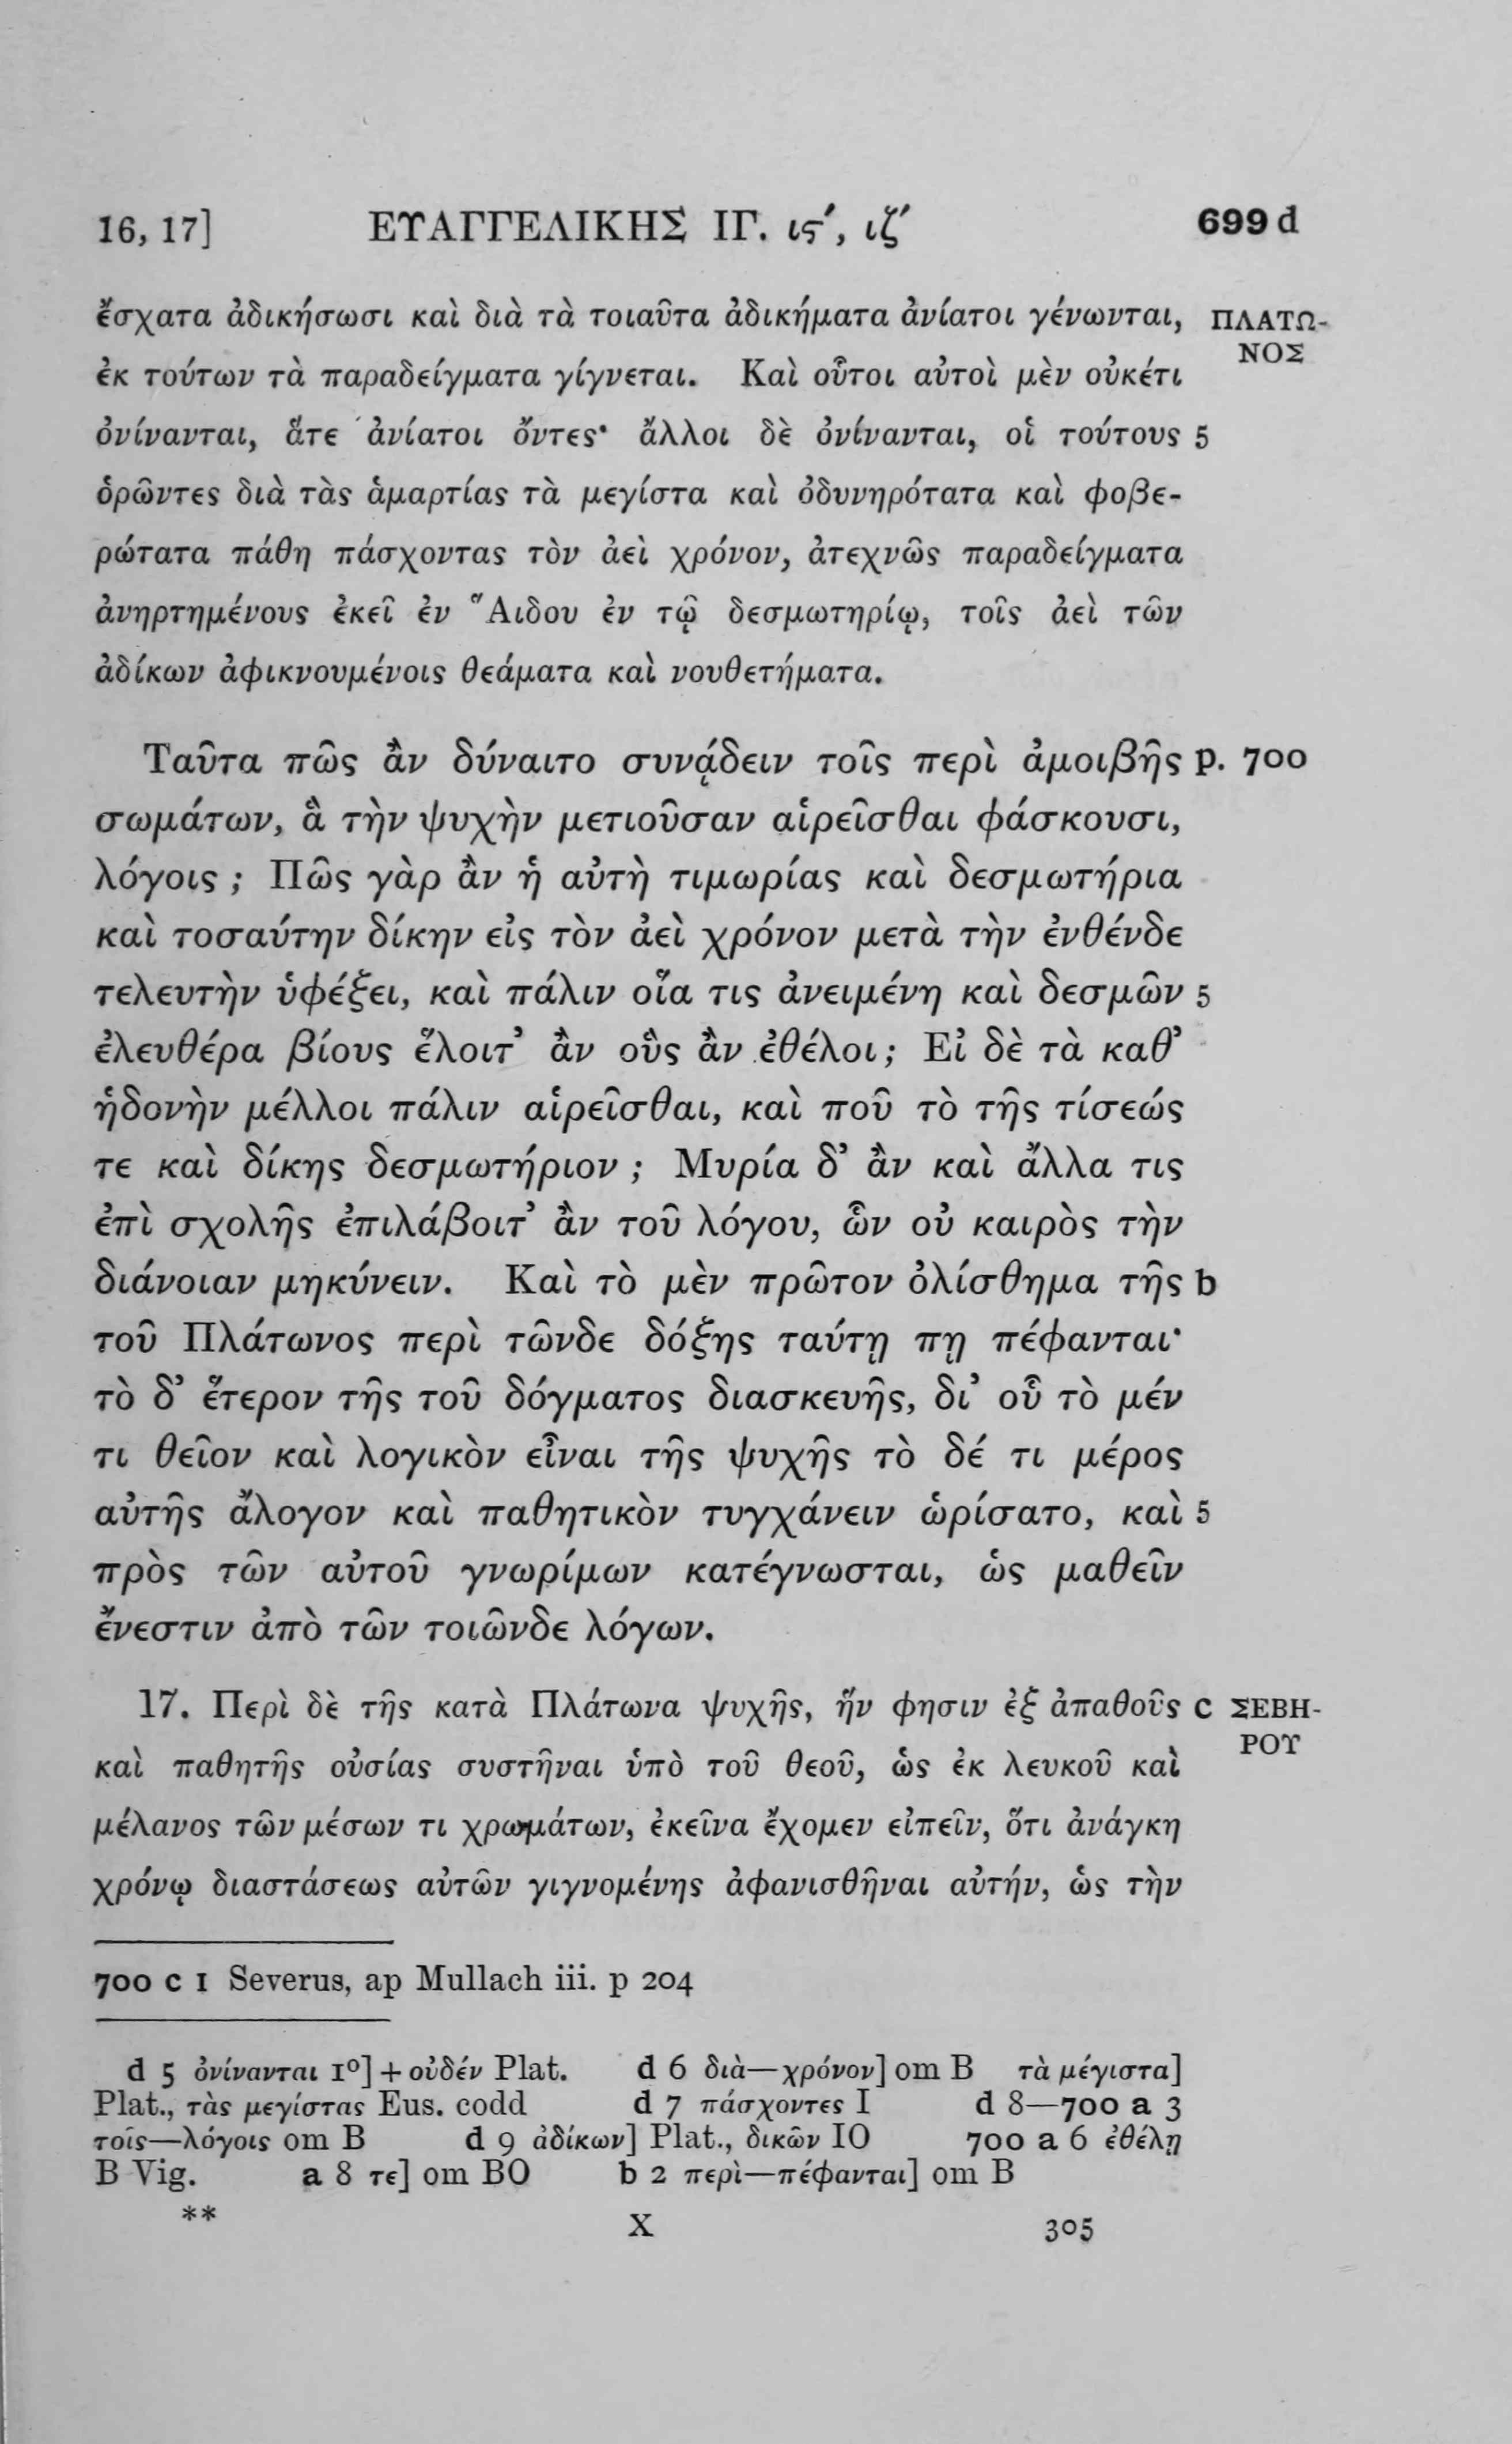 16, 17] ΕΥΑΓΓΕΛΙΚΗΣ ΙΓ. ιϛʹ, ιζʹ 699 d
ἔσχατα ἀδικήσωσι καὶ διὰ τὰ τοιαῦτα ἀδικήματα ἀνίατοι γένωνται, ΠΛΑΤΩ-
ΝΟΣ
ἐκ τούτων τὰ παραδείγματα γίγνεται. Καὶ οὗτοι αὐτοὶ μὲν οὐκέτι
ὀνίνανται, ἅτε ἀνίατοι ὄντες· ἄλλοι δὲ ὀνίνανται, οἱ τούτους 5
ὁρῶντες διὰ τὰς ἁμαρτίας τὰ μεγίστα καὶ ὀδυνηρότατα καὶ φοβε-
ρώτατα πάθη πάσχοντας τὸν ἀεὶ χρόνον, ἀτεχνῶς παραδείγματα
ἀνηρτημένους ἐκεῖ ἐν Ἅιδου ἐν τῷ δεσμωτηρίῳ, τοῖς ἀεὶ τῶν
ἀδίκων ἀφικνουμένοις θεάματα καὶ νουθετήματα.
Ταῦτα πῶς ἂν δύναιτο συνᾴδειν τοῖς περὶ ἀμοιβῆς p. 700
σωμάτων, ἃ τὴν ψυχὴν μετιοῦσαν αἱρεῖσθαι φάσκουσι,
λόγοις ; Πῶς γὰρ ἂν ἡ αὐτὴ τιμωρίας καὶ δεσμωτήρια
καὶ τοσαύτην δίκην εἰς τὸν ἀεὶ χρόνον μετὰ τὴν ἐνθένδε
τελευτὴν ὑφέξει, καὶ πάλιν οἵα τις ἀνειμένη καὶ δεσμῶν 5
ἐλευθέρα βίους ἕλοιτ᾽ ἂν οὓς ἂν ἐθέλοι; Εἰ δὲ τὰ καθ᾽
ἡδονὴν μέλλοι πάλιν αἱρεῖσθαι, καὶ ποῦ τὸ τῆς τίσεώς
τε καὶ δίκης δεσμωτήριον ; Μυρία δ᾽ ἂν καὶ ἄλλα τις
ἐπὶ σχολῆς ἐπιλάβοιτ᾽ ἂν τοῦ λόγου, ὧν οὐ καιρὸς τὴν
διάνοιαν μηκύνειν. Καὶ τὸ μὲν πρῶτον ὀλίσθημα τῆς b
τοῦ Πλάτωνος περὶ τῶνδε δόξης ταύτῃ πῃ πέφανται·
τὸ δ᾽ ἕτερον τῆς τοῦ δόγματος διασκευῆς, δι᾽ οὗ τὸ μέν
τι θεῖον καὶ λογικὸν εἶναι τῆς ψυχῆς τὸ δέ τι μέρος
αὐτῆς ἄλογον καὶ παθητικὸν τυγχάνειν ὡρίσατο, καὶ 5
πρὸς τῶν αὐτοῦ γνωρίμων κατέγνωσται, ὡς μαθεῖν
ἔνεστιν ἀπὸ τῶν τοιῶνδε λόγων.
17. Περὶ δὲ τῆς κατὰ Πλάτωνα ψυχῆς, ἥν φησιν ἐξ ἀπαθοῦς c ΣΕΒΗ-
ΡΟΥ
καὶ παθητῆς οὐσίας συστῆναι ὑπὸ τοῦ θεοῦ, ὡς ἐκ λευκοῦ καὶ
μέλανος τῶν μέσων τι χρωμάτων, ἐκεῖνα ἔχομεν εἰπεῖν, ὅτι ἀνάγκη
χρόνῳ διαστάσεως αὐτῶν γιγνομένης ἀφανισθῆναι αὐτήν, ὡς τὴν
700 c 1 Severus, ap Mullach iii. p 204
d 5 ὀνίνανται 1º] + οὐδέν Plat. d 6 διὰ—χρόνον] om B τὰ μέγιστα]
Plat., τὰς μεγίστας Eus. codd d 7 πάσχοντες I d 8—700 a 3
τοῖς—λόγοις om B d 9 ἀδίκων] Plat., δικῶν IO 700 a 6 ἐθέλῃ
B Vig. a 8 τε] om BO b 2 περὶ—πέφανται] om B
** X 305